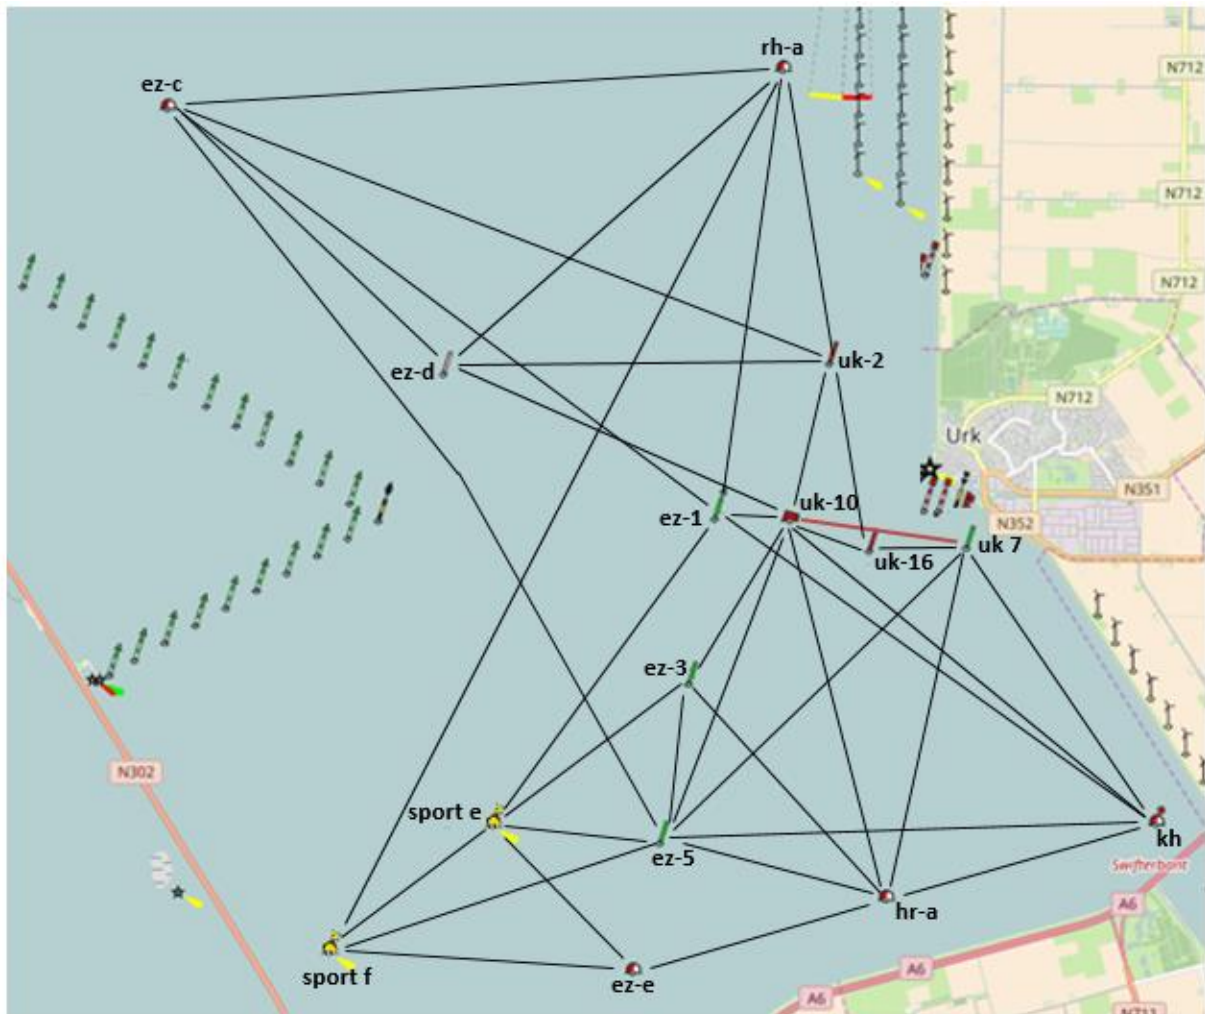 rh-a
ez-c
N712
N712
N712
ez-d
uk-2
N712
Urk
N351
ez-1
uk-10
N352
uk-16
uk 7
ez-3
N302
sport e
ez-5
kh
Swifterbant
A6
hr-a
sport f
ez-e
A6
A6
N711